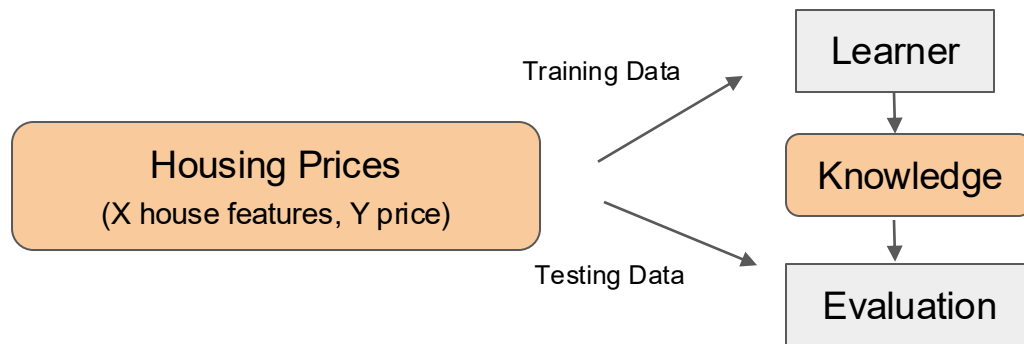 Learner
Training Data
Housing Prices
(X house features, Y price)
Knowledge
Testing Data
Evaluation